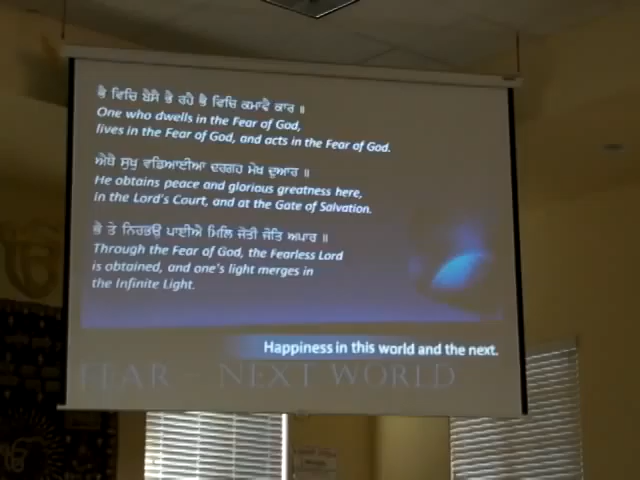 ਭੈ ਵਿਚਿ ਬੈਸੈ ਭੈ ਰਹੈ ਭੈ ਵਿਚਿ ਕਮਾਵੈ ਕਾਰ ॥
One who dwells in the Fear of God,
lives in the Fear of God, and acts in the Fear of God.
ਐਥੈ ਸੁਖੁ ਵਡਿਆਈਆ ਦਰਗਹ ਮੋਖ ਦੁਆਰ ॥
He obtains peace and glorious greatness here,
in the Lord's Court, and at the Gate of Salvation.
ਭੈ ਤੇ ਨਿਰਭਉ ਪਾਈਐ ਮਿਲਿ ਜੋਤੀ ਜੋਤਿ ਅਪਾਰ ॥
Through the Fear of God, the Fearless Lord
is obtained, and one's light merges in
the Infinite Light.
Happiness in this world and the next.
FEAR – NEXT WORLD
ੴ
ੴ